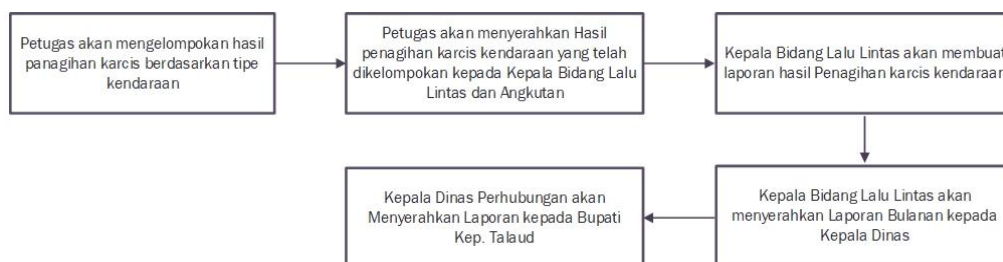 Petugas akan mengelompokan hasil
panagihan karcis berdasarkan tipe
kendaraan
Petugas akan menyerahkan Hasil
penagihan karcis kendaraan yang telah
dikelompokan kepada Kepala Bidang Lalu
Lintas dan Angkutan
Kepala Bidang Lalu Lintas akan membuat
laporan hasil Penagihan karcis kendaraan
Kepala Bidang Lalu Lintas akan
menyerahkan Laporan Bulanan kepada
Kepala Dinas
Kepala Dinas Perhubungan akan
Menyerahkan Laporan kepada Bupati
Kep. Talaud